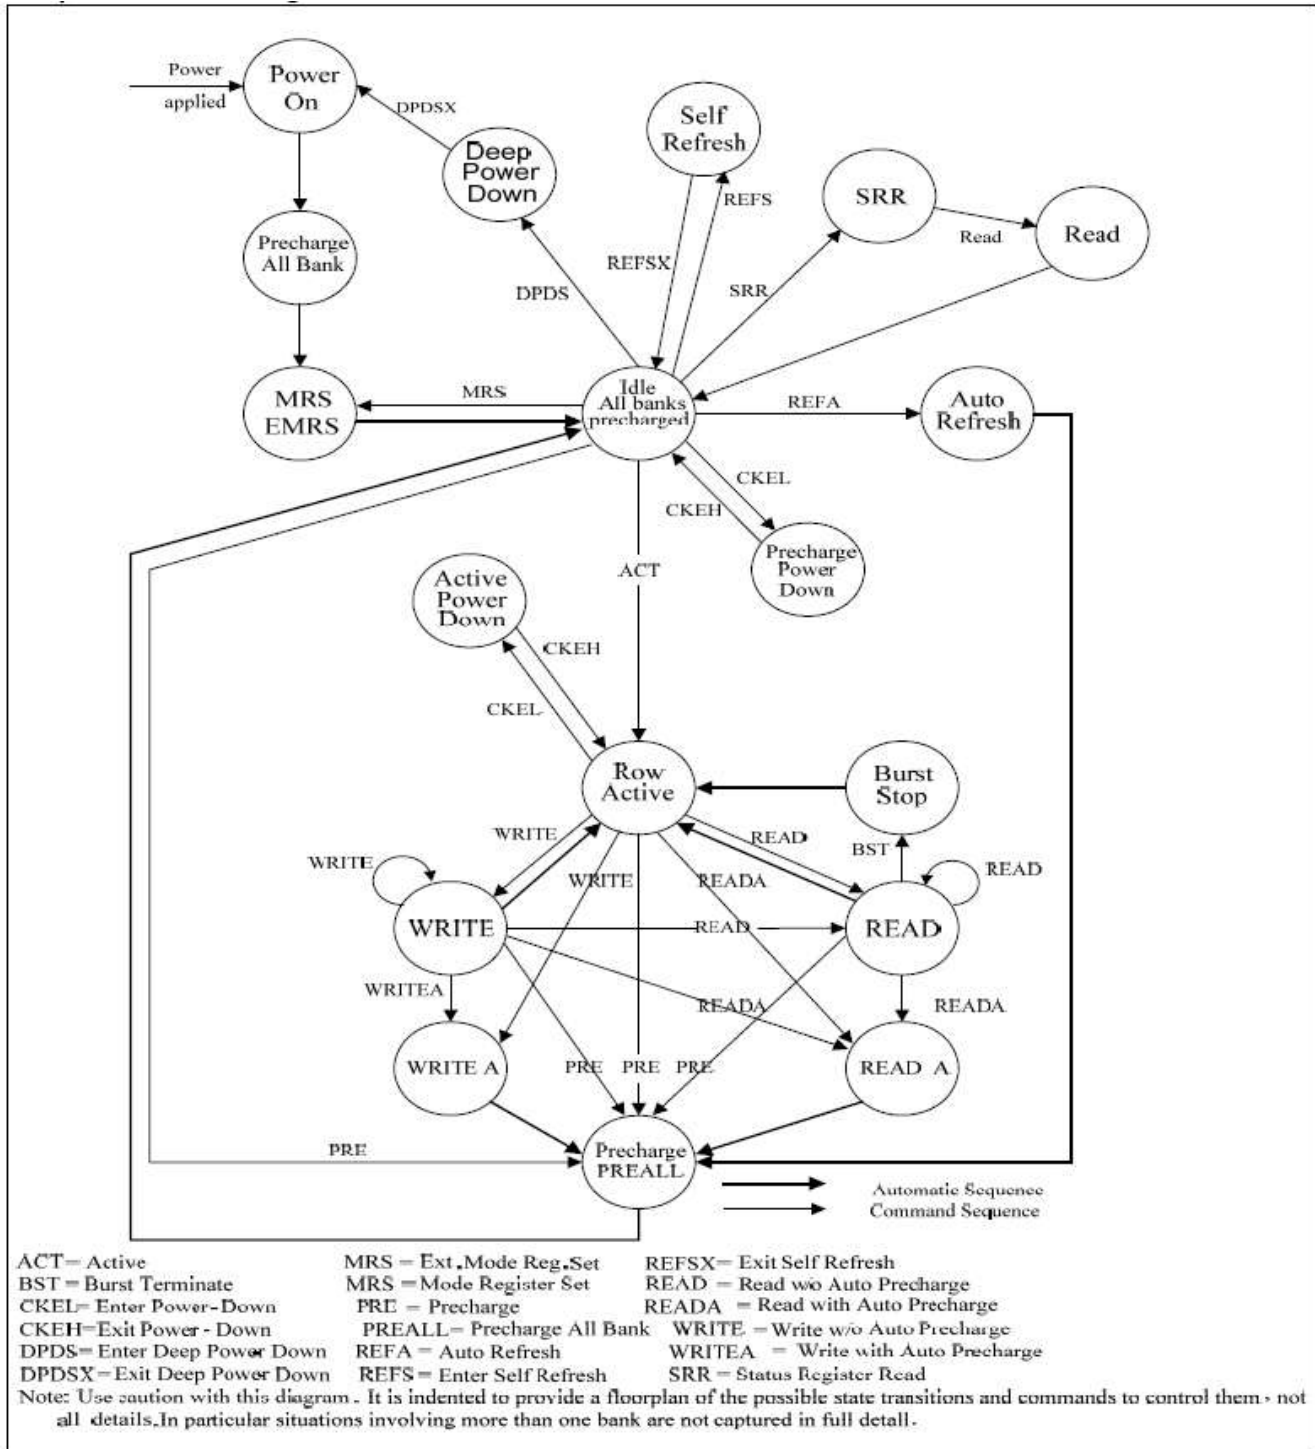 Power
applied
Power
On
DPDSX
Deep
Power
Down
Self
Refresh
REFS
SRR
Read
Read
Precharge
All Bank
REFSX
DPDS
SRR
MRS
EMRS
MRS
Idle
All banks
precharged
REFA
Auto
Refresh
CKEL
CKEH
Precharge
Power
Down
ACT
Active
Power
Down
CKEH
CKEL
Row
Active
Burst
Stop
WRITE
READ
BST
WRITE
WRITE
READA
READ
WRITE
READ
READ
WRITEA
READA
READA
WRITE A
PRE
PRE
PRE
READ A
PRE
Precharge
PREALL
Automatic Sequence
Command Sequence
ACT= Active
MRS = Ext .Mode Reg.Set
REFSX= Exit Self Refresh
BST = Burst Terminate
MRS = Mode Register Set
READ = Read w/o Auto Precharge
CKEL= Enter Power-Down
PRE = Precharge
READA = Read with Auto Precharge
CKEH=Exit Power - Down
PREALL= Precharge All Bank
WRITE = Write w/o Auto Precharge
DPDS= Enter Deep Power Down
REFA = Auto Refresh
WRITEA = Write with Auto Precharge
DPDSX= Exit Deep Power Down
REFS = Enter Self Refresh
SRR = Status Register Read
Note: Use caution with this diagram . It is indented to provide a floorplan of the possible state transitions and commands to control them , not
all details.In particular situations involving more than one bank are not captured in full detall.